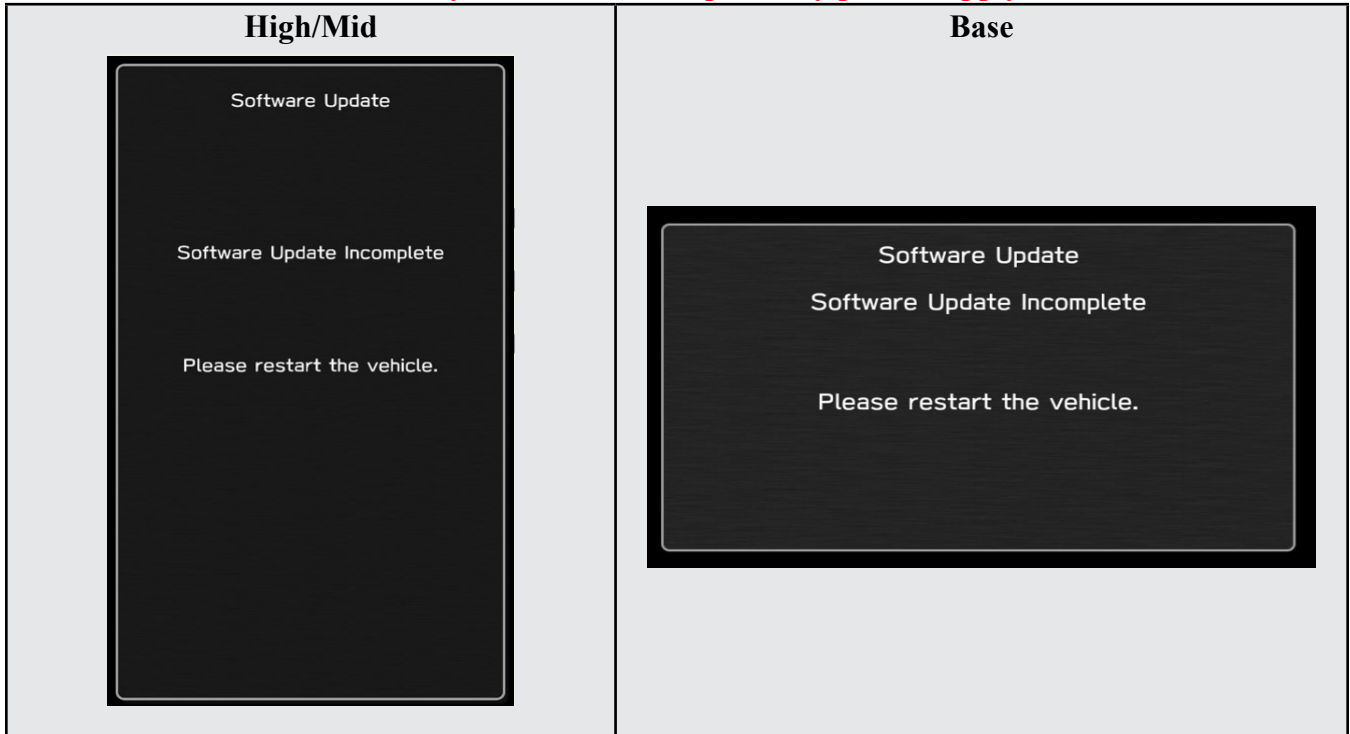 High/Mid
Base
Software Update
Software Update Incomplete
Please restart the vehicle.
Software Update
Software Update Incomplete
Please restart the vehicle.